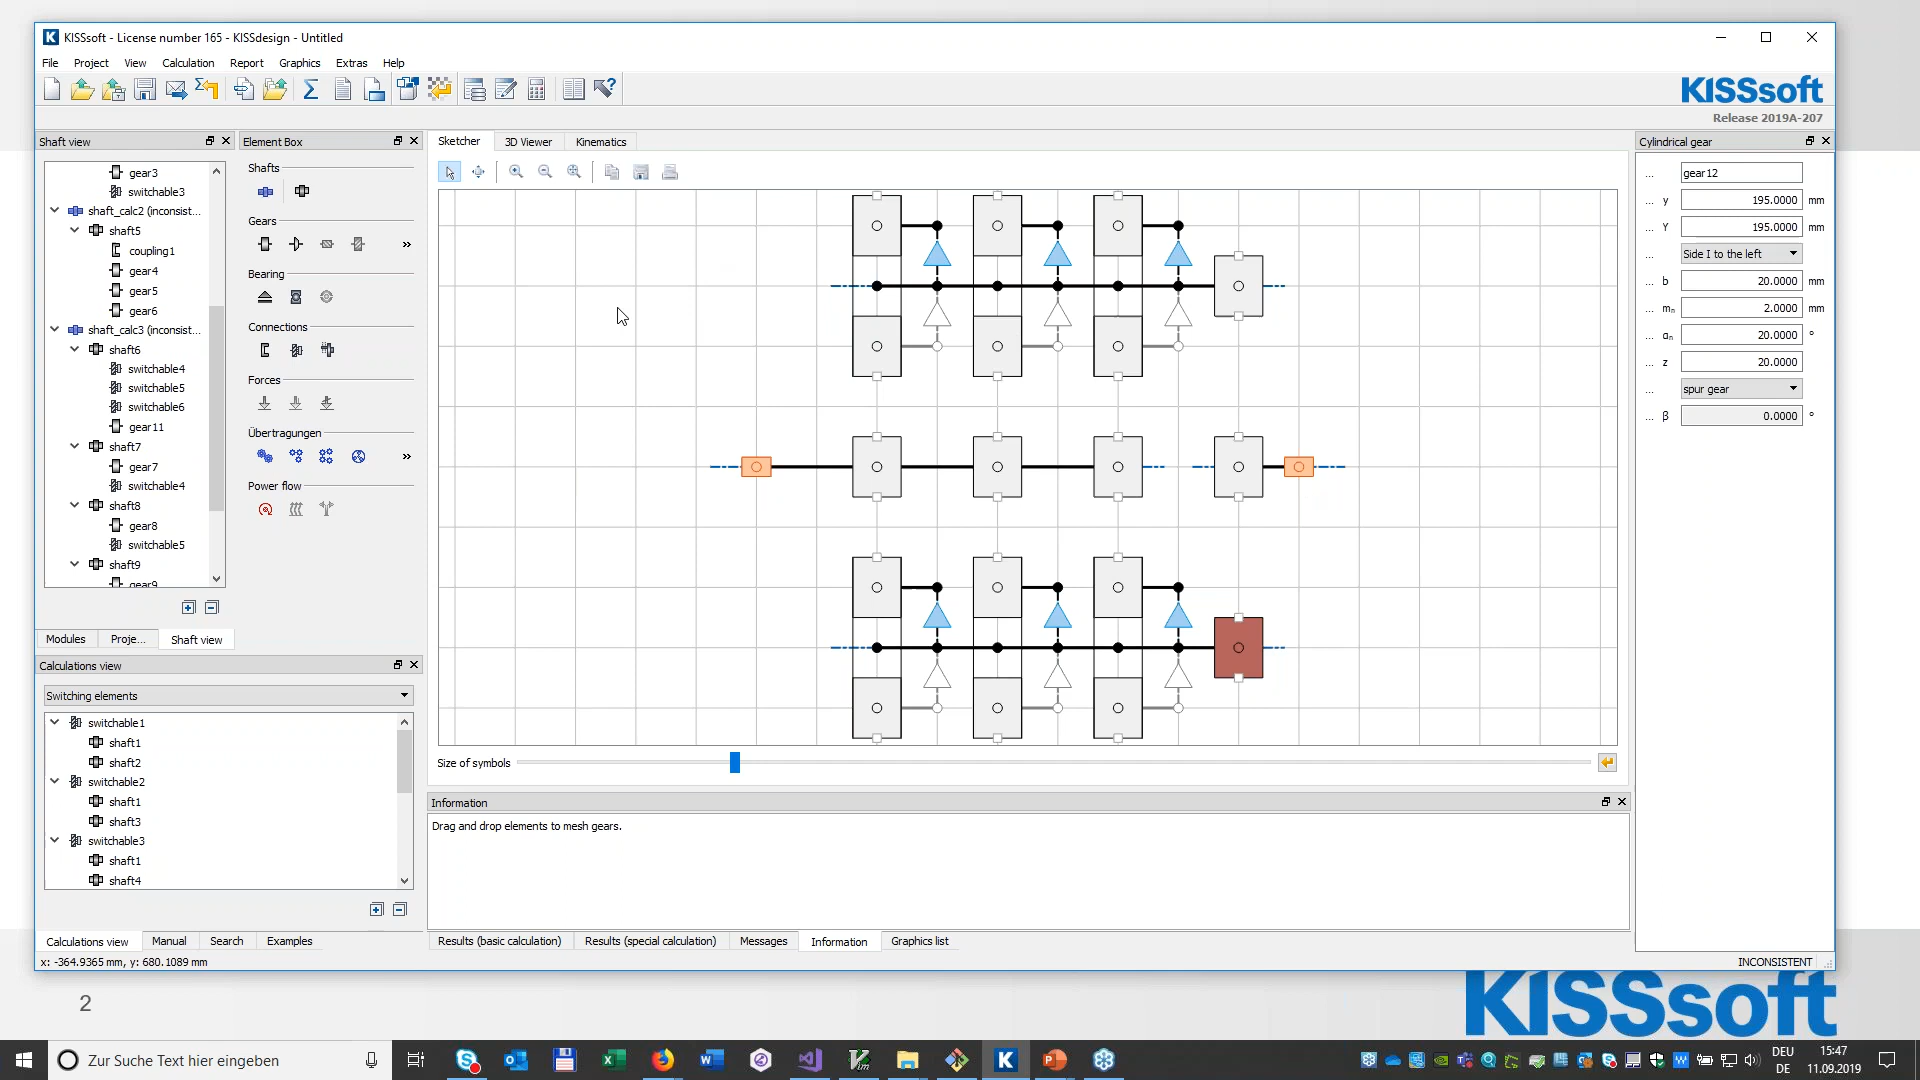 KISSsoft - License number 165 - KISSdesign - Untitled
File Project View Calculation Report Graphics Extras Help
KISSsoft
Release 2019A-207
Shaft view
gear3
switchable3
shaft_calc2 (inconsist...
shaft5
coupling1
gear4
gear5
gear6
shaft_calc3 (inconsist...
shaft6
switchable4
switchable5
switchable6
gear11
shaft7
gear7
switchable4
shaft8
gear8
switchable5
shaft9
gear9
Modules Proje... Shaft view
Element Box
Shafts
Gears
»
Bearing
Connections
Forces
Übertragungen
»
Power flow
Calculations view
Switching elements
switchable1
shaft1
shaft2
switchable2
shaft1
shaft3
switchable3
shaft1
shaft4
Calculations view Manual Search Examples
x: -364.9365 mm, y: 680.1089 mm
Sketcher 3D Viewer Kinematics
Size of symbols
Information
Drag and drop elements to mesh gears.
Results (basic calculation) Results (special calculation) Messages Information Graphics list
Cylindrical gear
... gear12
... y 195.0000 mm
... Y 195.0000 mm
... Side I to the left
... b 20.0000 mm
... mn 2.0000 mm
... αn 20.0000 °
... z 20.0000
... spur gear
... β 0.0000 °
INCONSISTENT
2
KISSsoft
Zur Suche Text hier eingeben
DEU
DE
15:47
11.09.2019